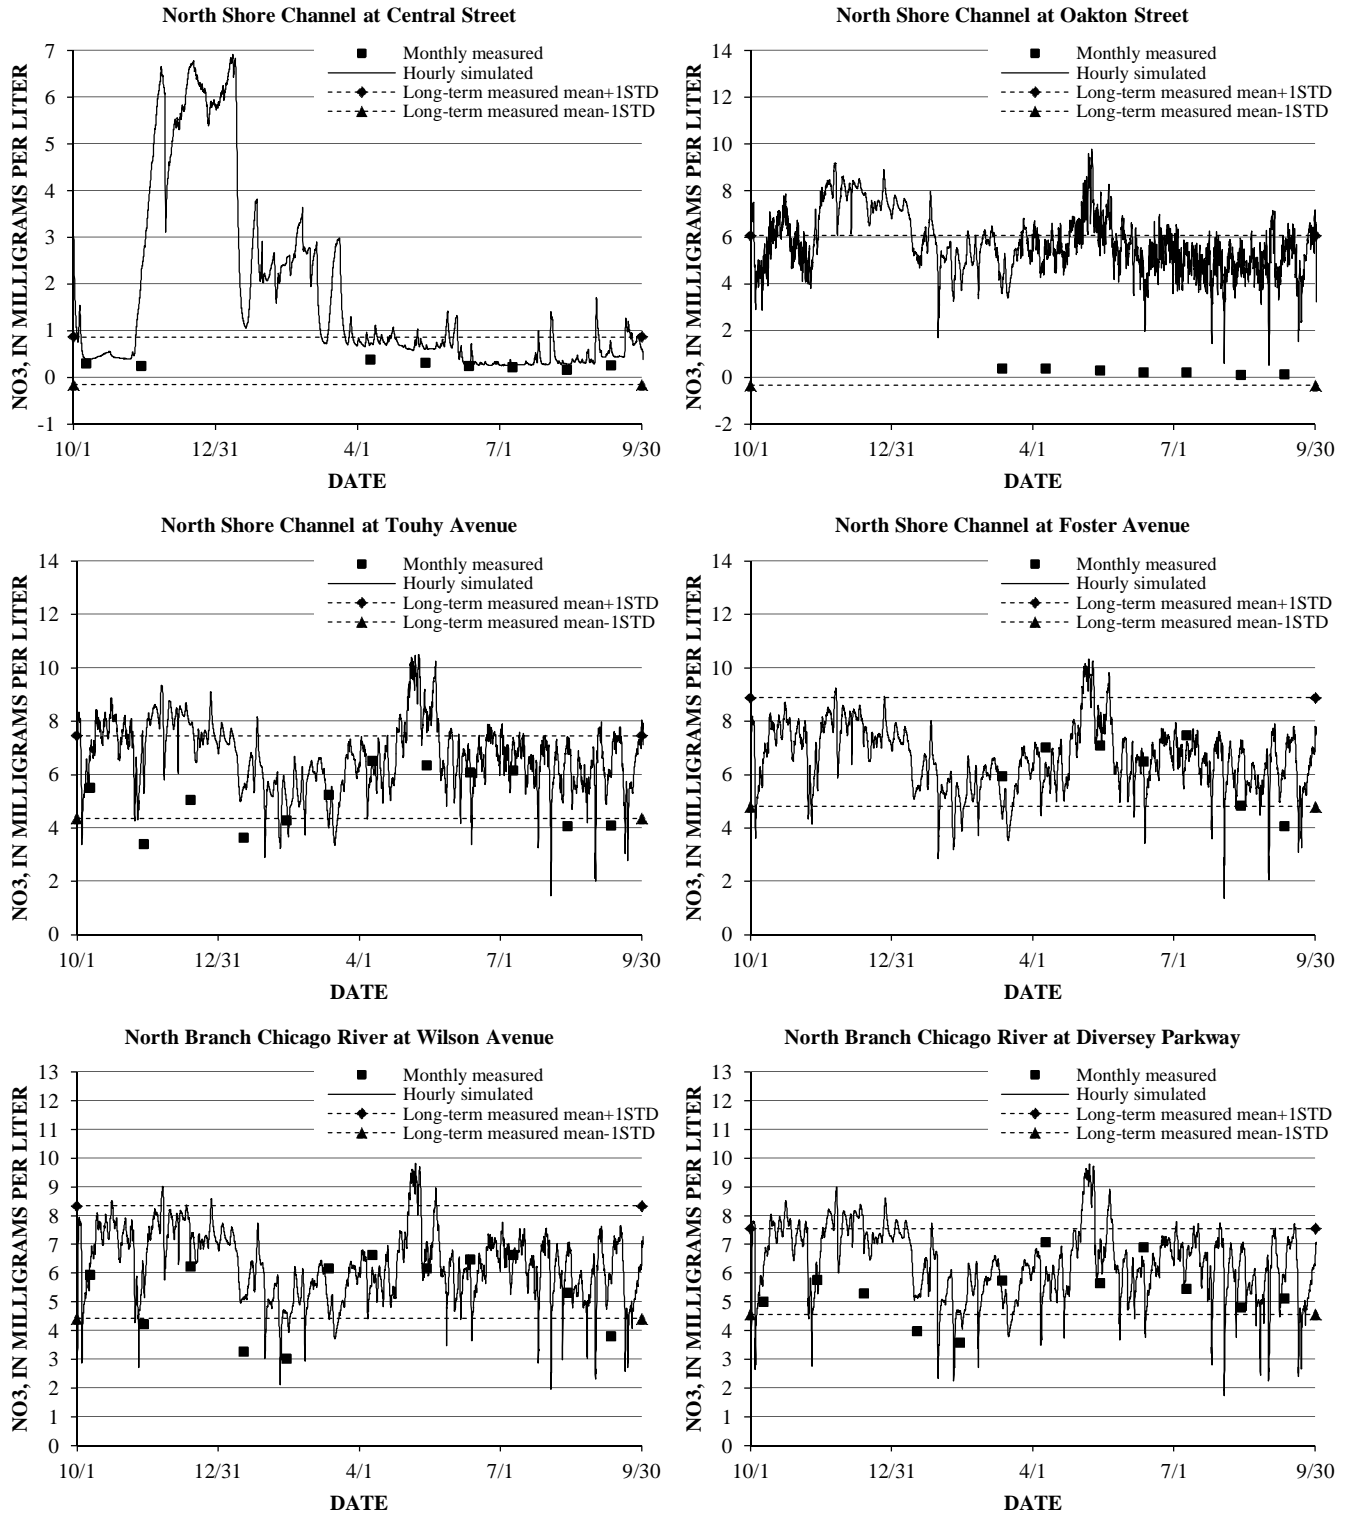 North Shore Channel at Central Street
NO3, IN MILLIGRAMS PER LITER
7
6
5
4
3
2
1
0
-1
Monthly measured
Hourly simulated
Long-term measured mean+1STD
Long-term measured mean-1STD
10/1 12/31 4/1 7/1 9/30
DATE
North Shore Channel at Oakton Street
NO3, IN MILLIGRAMS PER LITER
14
12
10
8
6
4
2
0
-2
Monthly measured
Hourly simulated
Long-term measured mean+1STD
Long-term measured mean-1STD
10/1 12/31 4/1 7/1 9/30
DATE
North Shore Channel at Touhy Avenue
NO3, IN MILLIGRAMS PER LITER
14
12
10
8
6
4
2
0
Monthly measured
Hourly simulated
Long-term measured mean+1STD
Long-term measured mean-1STD
10/1 12/31 4/1 7/1 9/30
DATE
North Shore Channel at Foster Avenue
NO3, IN MILLIGRAMS PER LITER
14
12
10
8
6
4
2
0
Monthly measured
Hourly simulated
Long-term measured mean+1STD
Long-term measured mean-1STD
10/1 12/31 4/1 7/1 9/30
DATE
North Branch Chicago River at Wilson Avenue
NO3, IN MILLIGRAMS PER LITER
13
12
11
10
9
8
7
6
5
4
3
2
1
0
Monthly measured
Hourly simulated
Long-term measured mean+1STD
Long-term measured mean-1STD
10/1 12/31 4/1 7/1 9/30
DATE
North Branch Chicago River at Diversey Parkway
NO3, IN MILLIGRAMS PER LITER
13
12
11
10
9
8
7
6
5
4
3
2
1
0
Monthly measured
Hourly simulated
Long-term measured mean+1STD
Long-term measured mean-1STD
10/1 12/31 4/1 7/1 9/30
DATE